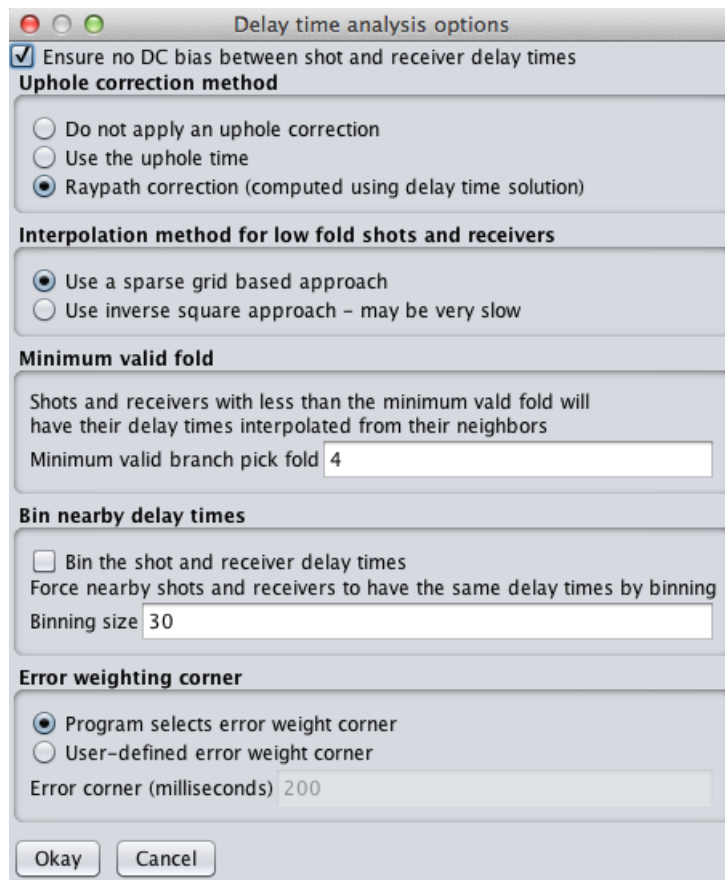 Delay time analysis options
Ensure no DC bias between shot and receiver delay times
Uphole correction method
Do not apply an uphole correction
Use the uphole time
Raypath correction (computed using delay time solution)
Interpolation method for low fold shots and receivers
Use a sparse grid based approach
Use inverse square approach – may be very slow
Minimum valid fold
Shots and receivers with less than the minimum vald fold will
have their delay times interpolated from their neighbors
Minimum valid branch pick fold 4
Bin nearby delay times
Bin the shot and receiver delay times
Force nearby shots and receivers to have the same delay times by binning
Binning size 30
Error weighting corner
Program selects error weight corner
User-defined error weight corner
Error corner (milliseconds) 200
Okay Cancel